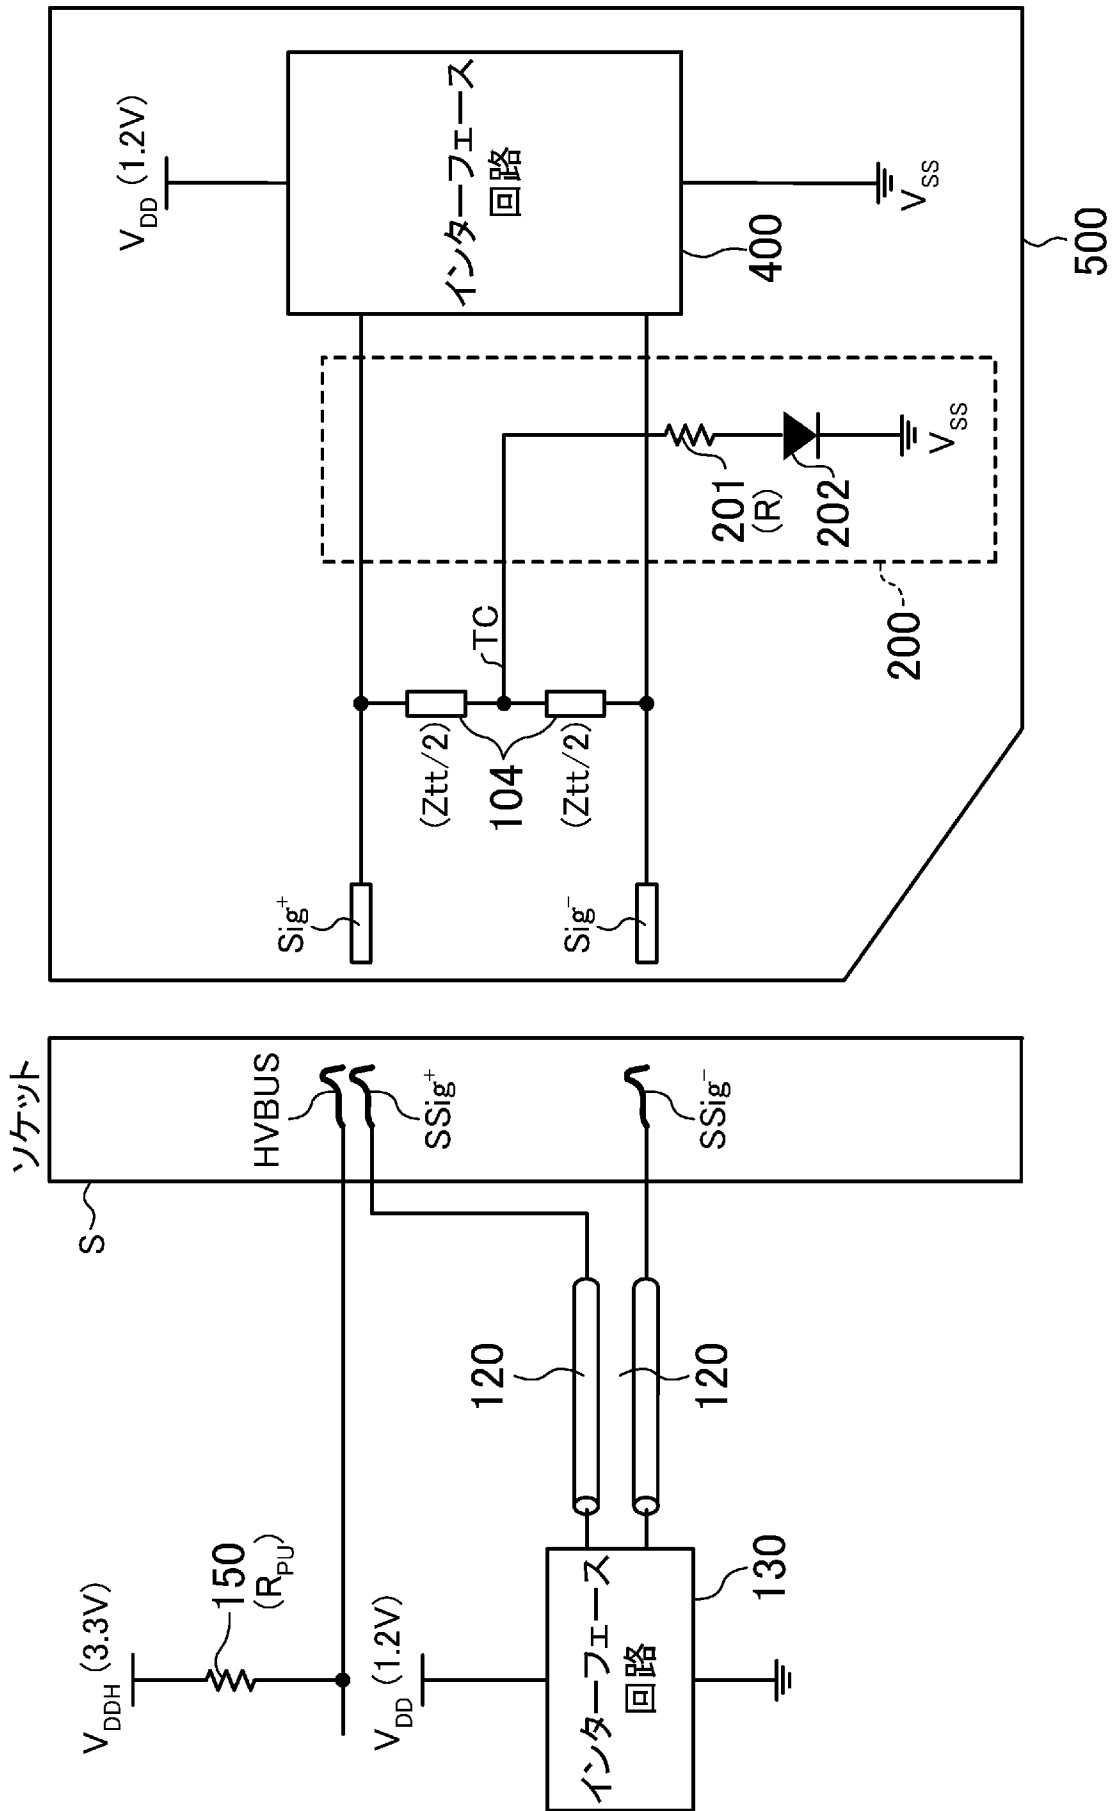 ソケット
S
HVBUS
SSig+
SSig−
VDDH (3.3V)
150
(RPU)
VDD (1.2V)
インターフェース
回路
130
120
120
VDD (1.2V)
インターフェース
回路
400
VSS
500
Sig+
Sig−
(Ztt/2)
104
(Ztt/2)
TC
201
(R)
202
VSS
200